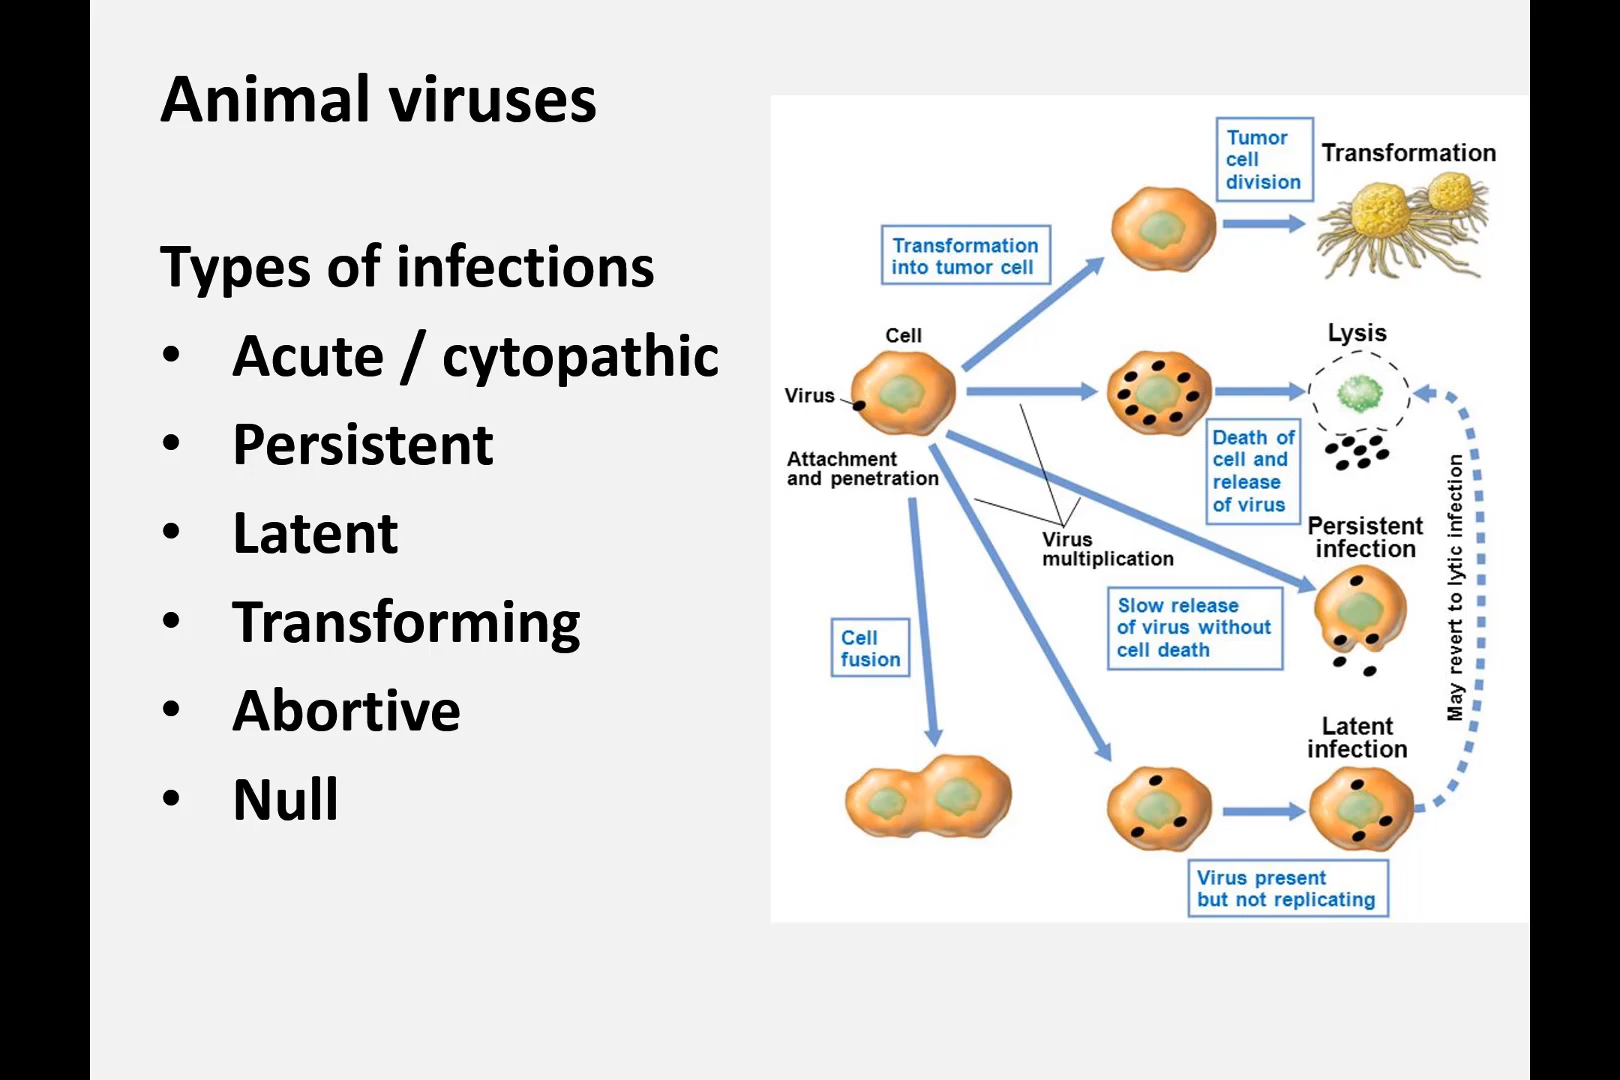 Animal viruses
Types of infections
• Acute / cytopathic
• Persistent
• Latent
• Transforming
• Abortive
• Null
Tumor
cell
division
Transformation
Transformation
into tumor cell
Cell
Virus
Attachment
and penetration
Lysis
Death of
cell and
release
of virus
Virus
multiplication
Persistent
infection
Slow release
of virus without
cell death
May revert to lytic infection
Cell
fusion
Latent
infection
Virus present
but not replicating